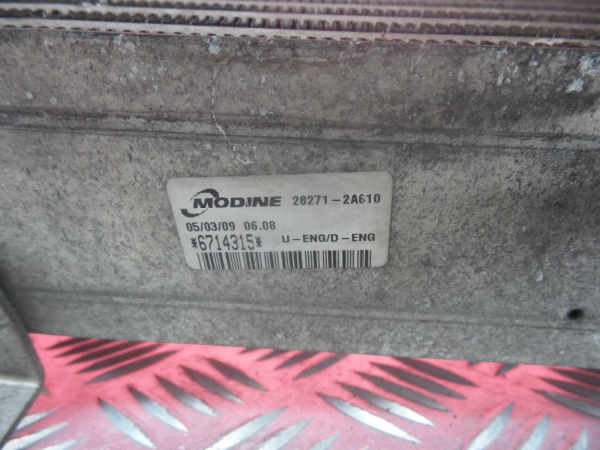 MODINE 28271-2A610
05/03/09 06.08
*6714315* U-ENG/D-ENG